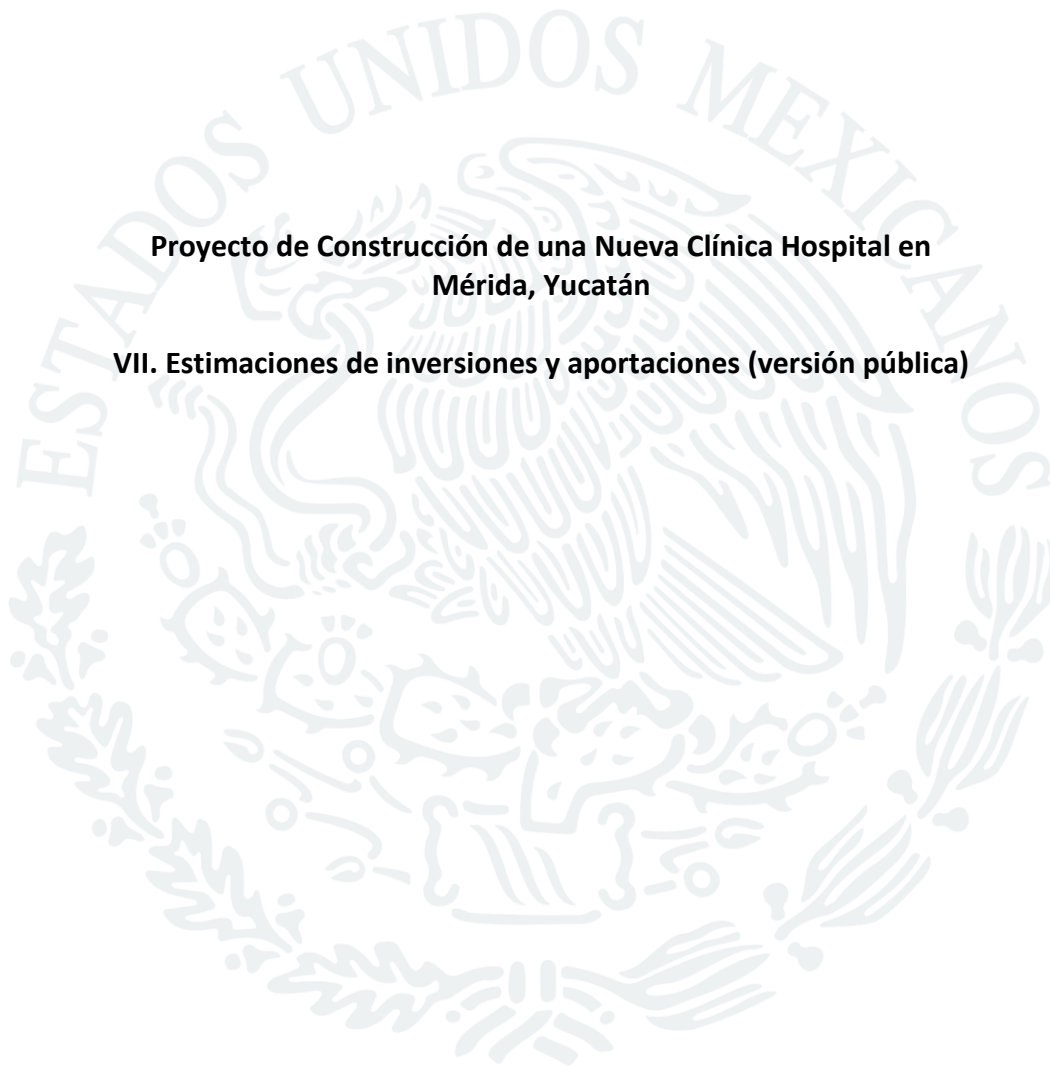 ESTADOS UNIDOS MEXICANOS
Proyecto de Construcción de una Nueva Clínica Hospital en
Mérida, Yucatán
VII. Estimaciones de inversiones y aportaciones (versión pública)